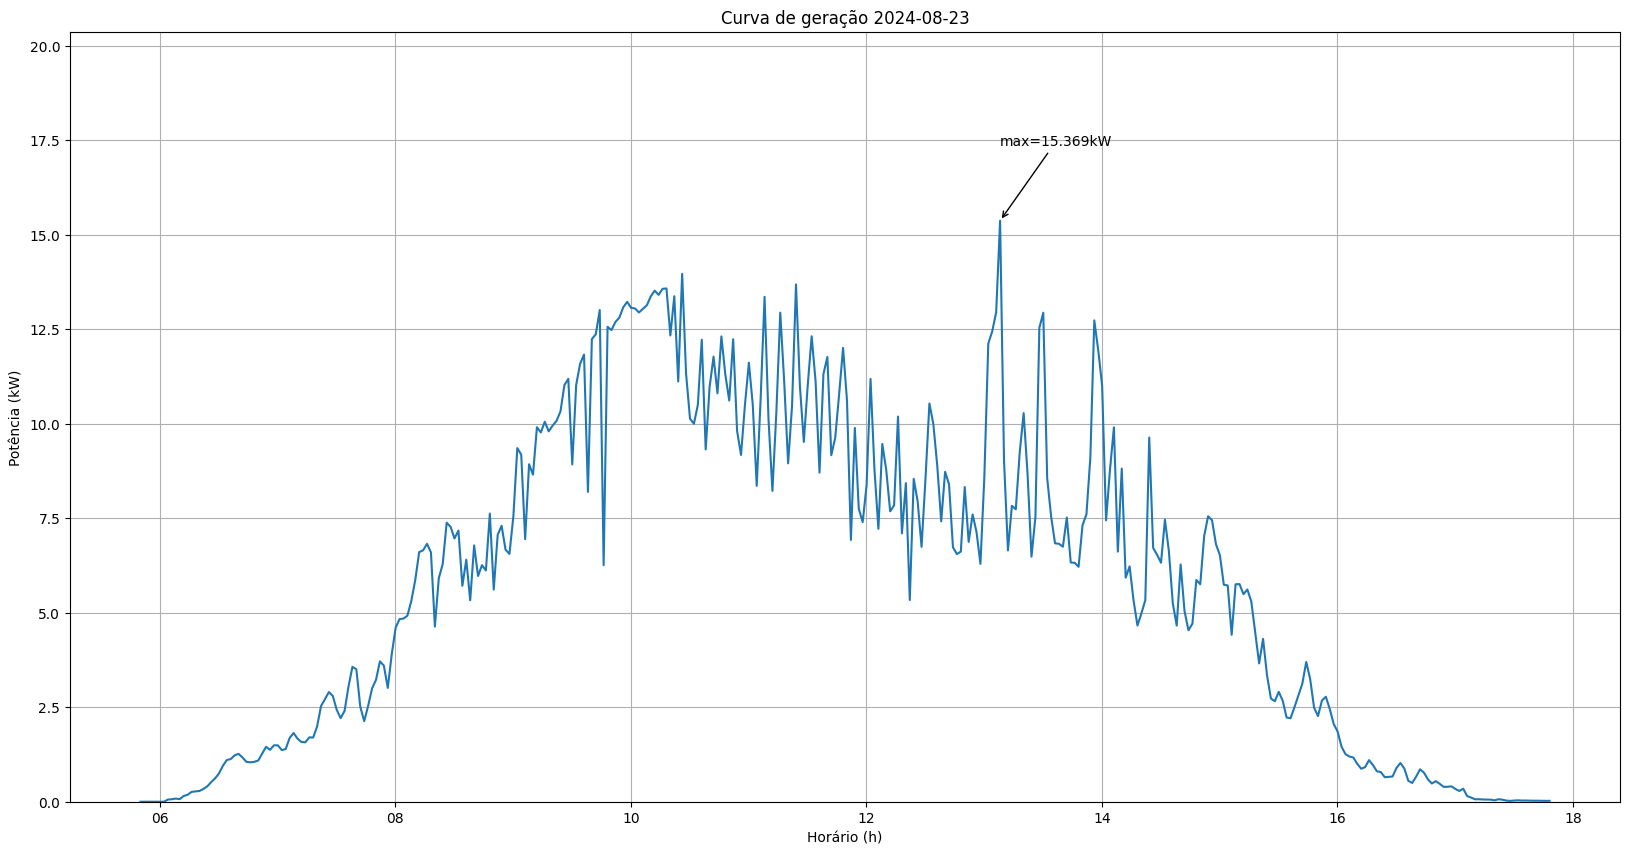 Curva de geração 2024-08-23
20.0
17.5
max=15.369kW
15.0
12.5
10.0
Potência (kW)
7.5
5.0
2.5
0.0
06 08 10 12 14 16 18
Horário (h)